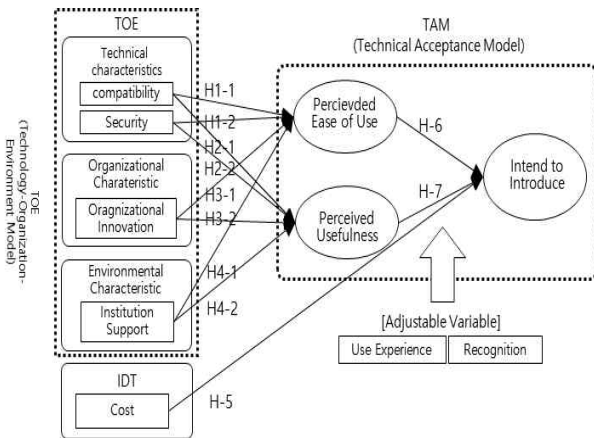 TOE
Technical
characteristics
compatibility
Security
Organizational
Charateristic
Oragnizational
Innovation
Environmental
Characteristic
Institution
Support
IDT
Cost
TOE
(Technology-Organization-
Environment Model)
H1-1
H1-2
H2-1
H2-2
H3-1
H3-2
H4-1
H4-2
H-5
TAM
(Technical Acceptance Model)
Percievded
Ease of Use
Perceived
Usefulness
H-6
H-7
Intend to
Introduce
[Adjustable Variable]
Use Experience
Recognition